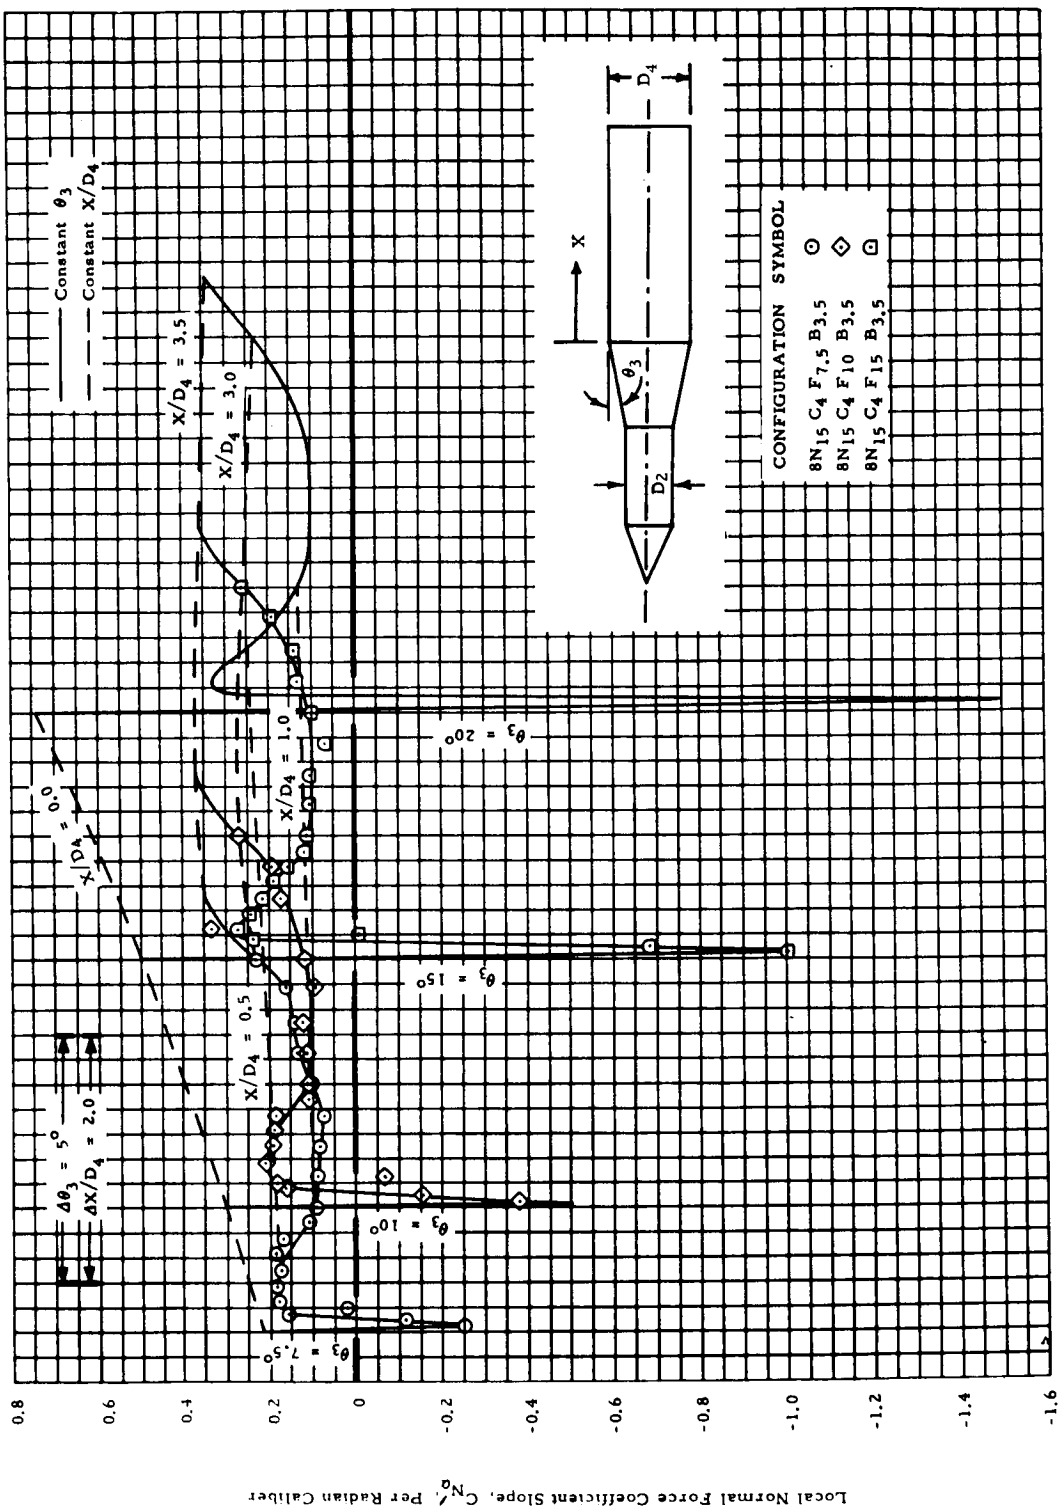 Constant θ3
Constant X/D4
X/D4 = 3.5
X/D4 = 3.0
X/D4 = 1.0
X/D4 = 0.5
X/D4 = 0.0
Δθ3 = 5°
ΔX/D4 = 2.0
θ3 = 7.5°
θ3 = 10°
θ3 = 15°
θ3 = 20°
X
θ3
D2
D4
CONFIGURATION SYMBOL
8N15 C4 F7.5 B3.5
8N15 C4 F10 B3.5
8N15 C4 F15 B3.5
0.8
0.6
0.4
0.2
0
-0.2
-0.4
-0.6
-0.8
-1.0
-1.2
-1.4
-1.6
Local Normal Force Coefficient Slope, C'Nα, Per Radian Caliber